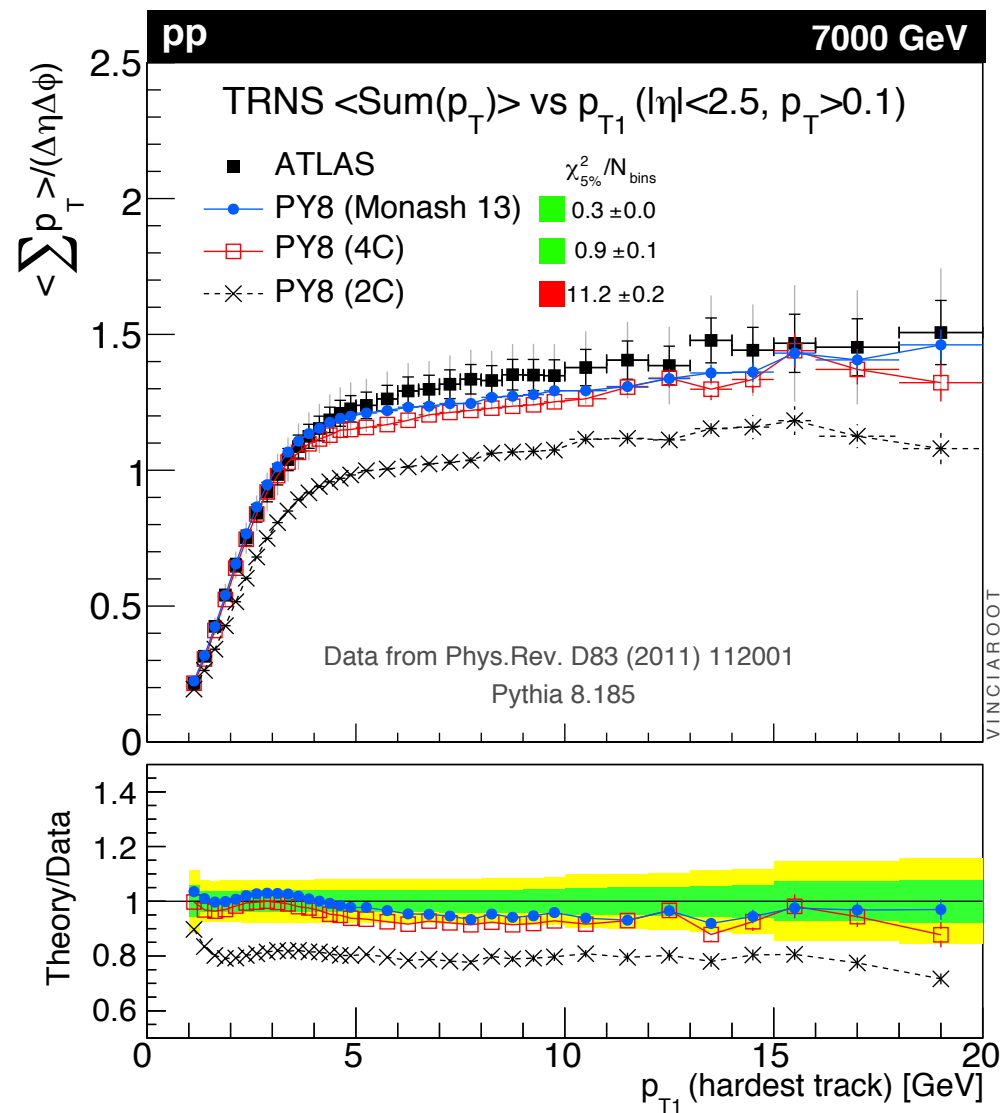 pp 7000 GeV
<∑ p_T >/(ΔηΔϕ)
TRNS <Sum(p_T)> vs p_T1 (|η|<2.5, p_T>0.1)
χ²_5%/N_bins
ATLAS
PY8 (Monash 13) 0.3 ±0.0
PY8 (4C) 0.9 ±0.1
PY8 (2C) 11.2 ±0.2
2.5
2
1.5
1
0.5
0
Data from Phys.Rev. D83 (2011) 112001
Pythia 8.185
VINCIAROOT
Theory/Data
1.4
1.2
1
0.8
0.6
0 5 10 15 20
p_T1 (hardest track) [GeV]